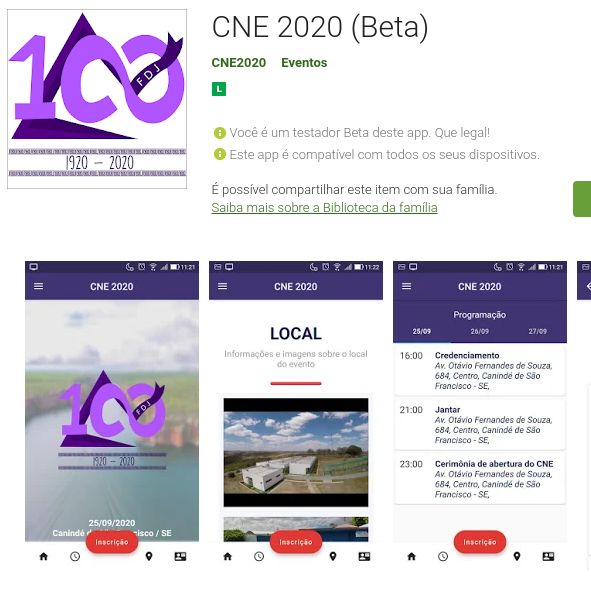 100
FDJ
1920 – 2020
CNE 2020 (Beta)
CNE2020 Eventos
L
Você é um testador Beta deste app. Que legal!
Este app é compatível com todos os seus dispositivos.
É possível compartilhar este item com sua família.
Saiba mais sobre a Biblioteca da família
11:21
CNE 2020
100
FDJ
1920 – 2020
25/09/2020
Canindé de São Francisco / SE
Inscrição
11:22
CNE 2020
LOCAL
Informações e imagens sobre o local
do evento
Inscrição
11:21
CNE 2020
Programação
25/09 26/09 27/09
16:00 Credenciamento
Av. Otávio Fernandes de Souza,
684, Centro, Canindé de São
Francisco - SE,
21:00 Jantar
Av. Otávio Fernandes de Souza,
684, Centro, Canindé de São
Francisco - SE,
23:00 Cerimônia de abertura do CNE
Av. Otávio Fernandes de Souza,
684, Centro, Canindé de São
Francisco - SE,
Inscrição